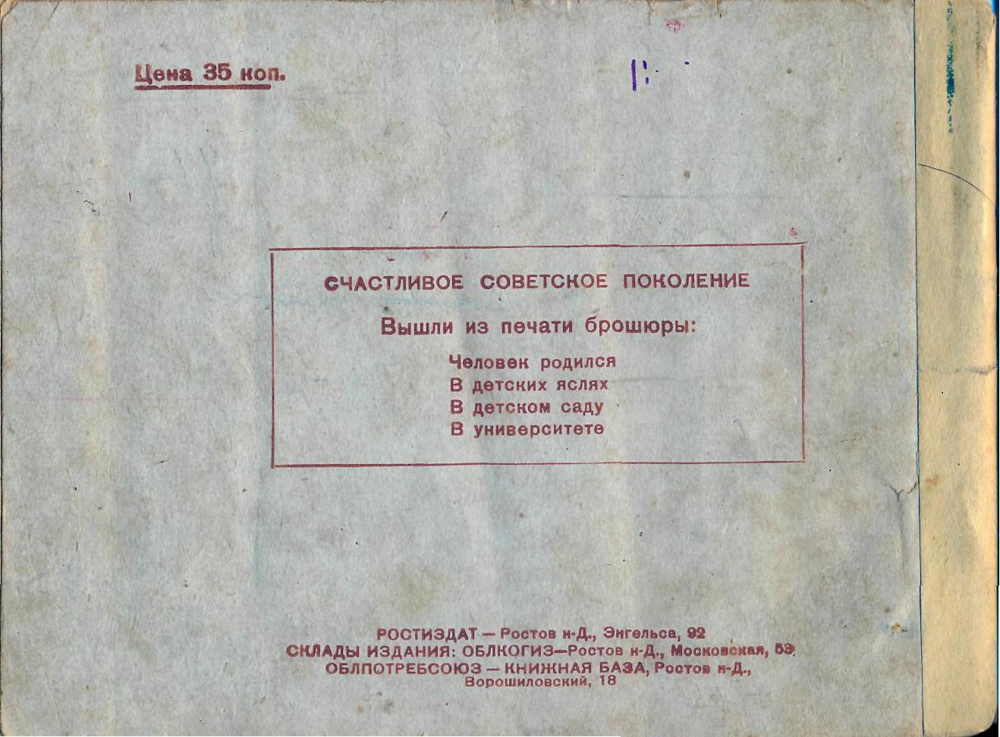 Цена 35 коп.
СЧАСТЛИВОЕ СОВЕТСКОЕ ПОКОЛЕНИЕ
Вышли из печати брошюры:
Человек родился
В детских яслях
В детском саду
В университете
РОСТИЗДАТ — Ростов н-Д., Энгельса, 92
СКЛАДЫ ИЗДАНИЯ: ОБЛКОГИЗ—Ростов н-Д., Московская, 53.
ОБЛПОТРЕБСОЮЗ — КНИЖНАЯ БАЗА, Ростов н-Д.,
Ворошиловский, 18